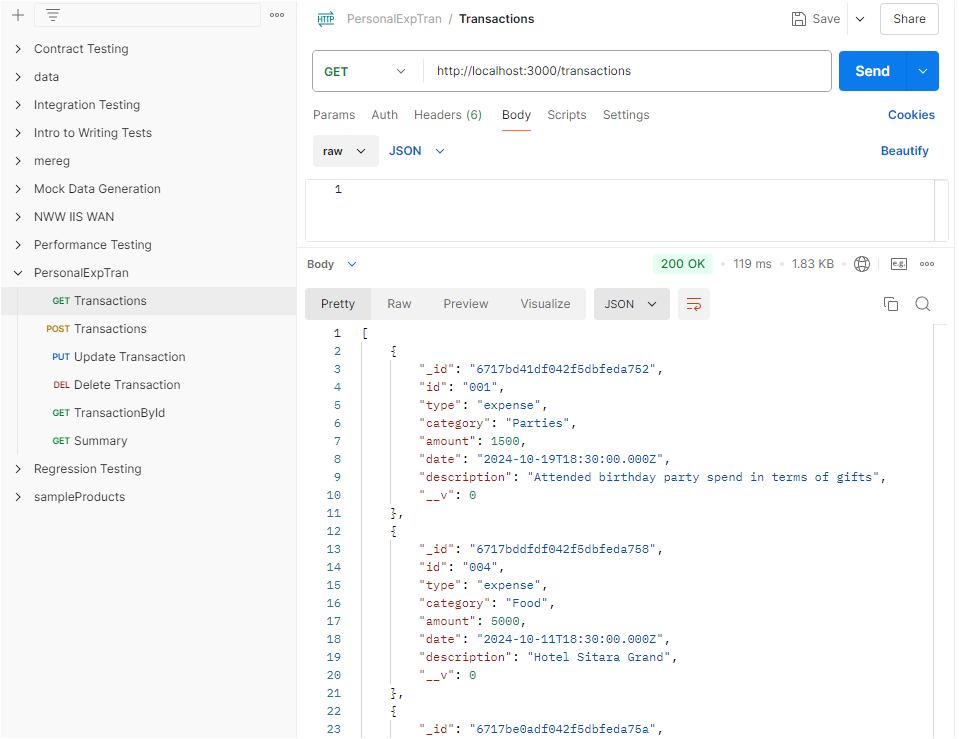 HTTP PersonalExpTran / Transactions Save Share
GET http://localhost:3000/transactions Send
Params Auth Headers (6) Body Scripts Settings Cookies
raw JSON Beautify
1
Contract Testing
data
Integration Testing
Intro to Writing Tests
mereg
Mock Data Generation
NWW IIS WAN
Performance Testing
PersonalExpTran
GET Transactions
POST Transactions
PUT Update Transaction
DEL Delete Transaction
GET TransactionById
GET Summary
Regression Testing
sampleProducts
Body 200 OK 119 ms 1.83 KB e.g.
Pretty Raw Preview Visualize JSON
1 [
2 {
3 "_id": "6717bd41df042f5dbfeda752",
4 "id": "001",
5 "type": "expense",
6 "category": "Parties",
7 "amount": 1500,
8 "date": "2024-10-19T18:30:00.000Z",
9 "description": "Attended birthday party spend in terms of gifts",
10 "__v": 0
11 },
12 {
13 "_id": "6717bddfdf042f5dbfeda758",
14 "id": "004",
15 "type": "expense",
16 "category": "Food",
17 "amount": 5000,
18 "date": "2024-10-11T18:30:00.000Z",
19 "description": "Hotel Sitara Grand",
20 "__v": 0
21 },
22 {
23 "_id": "6717be0adf042f5dbfeda75a",